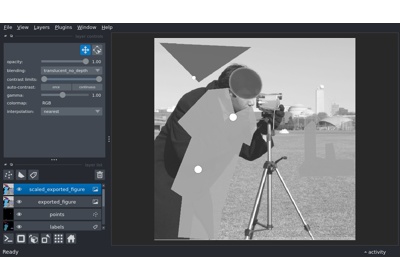 File View Layers Plugins Window Help
opacity: 1.00
blending: translucent_no_depth
contrast limits:
auto-contrast: once continuous
gamma: 1.00
colormap: RGB
interpolation: nearest
scaled_exported_figure
exported_figure
points
labels
Ready
activity